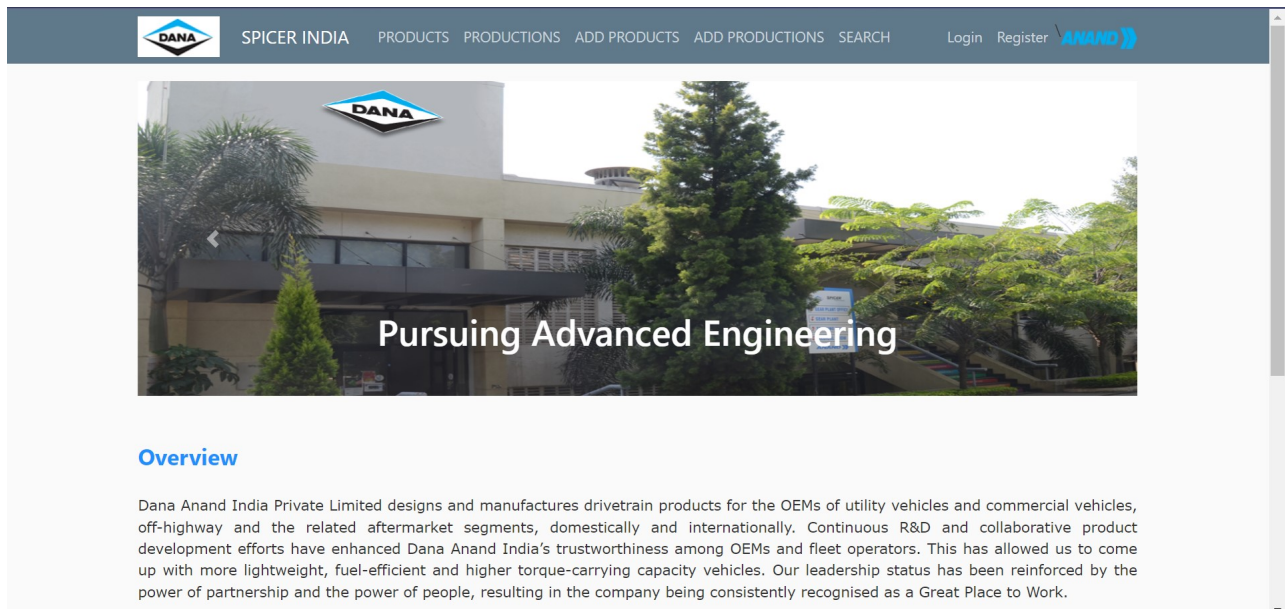 DANA SPICER INDIA PRODUCTS PRODUCTIONS ADD PRODUCTS ADD PRODUCTIONS SEARCH Login Register \ANAND
DANA
SPICER
Pursuing Advanced Engineering
Overview
Dana Anand India Private Limited designs and manufactures drivetrain products for the OEMs of utility vehicles and commercial vehicles,
off-highway and the related aftermarket segments, domestically and internationally. Continuous R&D and collaborative product
development efforts have enhanced Dana Anand India’s trustworthiness among OEMs and fleet operators. This has allowed us to come
up with more lightweight, fuel-efficient and higher torque-carrying capacity vehicles. Our leadership status has been reinforced by the
power of partnership and the power of people, resulting in the company being consistently recognised as a Great Place to Work.